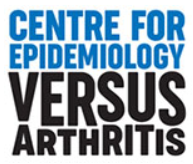 CENTRE FOR
EPIDEMIOLOGY
VERSUS
ARTHRITIS